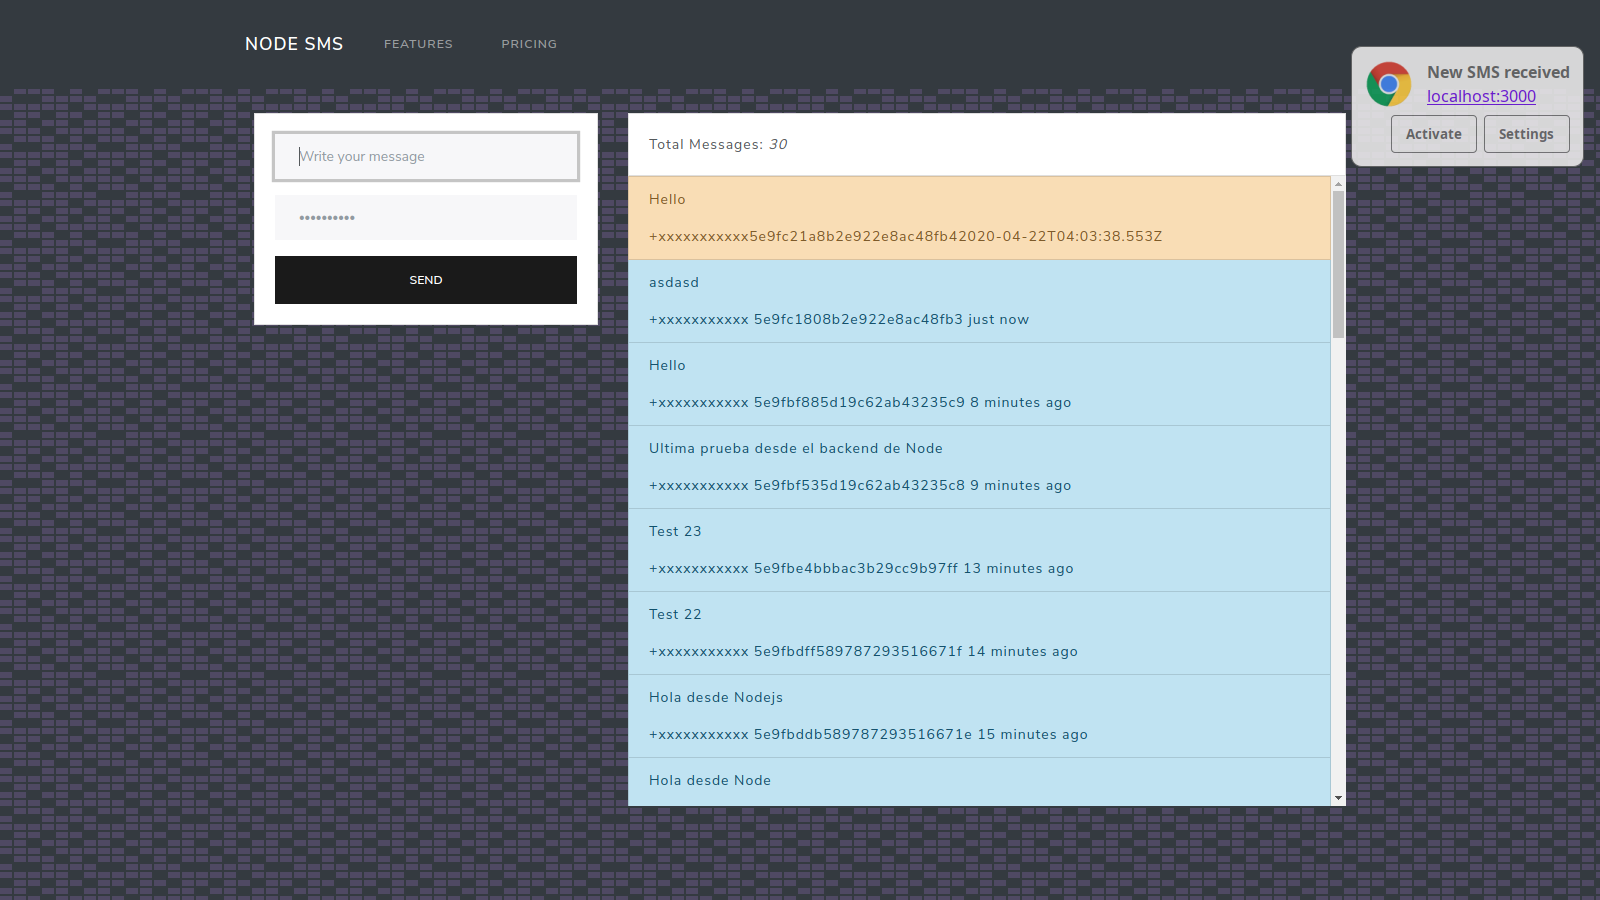 NODE SMS FEATURES PRICING
New SMS received
localhost:3000
Activate Settings
Write your message
••••••••••
SEND
Total Messages: 30
Hello
+xxxxxxxxxxx5e9fc21a8b2e922e8ac48fb42020-04-22T04:03:38.553Z
asdasd
+xxxxxxxxxxx 5e9fc1808b2e922e8ac48fb3 just now
Hello
+xxxxxxxxxxx 5e9fbf885d19c62ab43235c9 8 minutes ago
Ultima prueba desde el backend de Node
+xxxxxxxxxxx 5e9fbf535d19c62ab43235c8 9 minutes ago
Test 23
+xxxxxxxxxxx 5e9fbe4bbbac3b29cc9b97ff 13 minutes ago
Test 22
+xxxxxxxxxxx 5e9fbdff589787293516671f 14 minutes ago
Hola desde Nodejs
+xxxxxxxxxxx 5e9fbddb589787293516671e 15 minutes ago
Hola desde Node